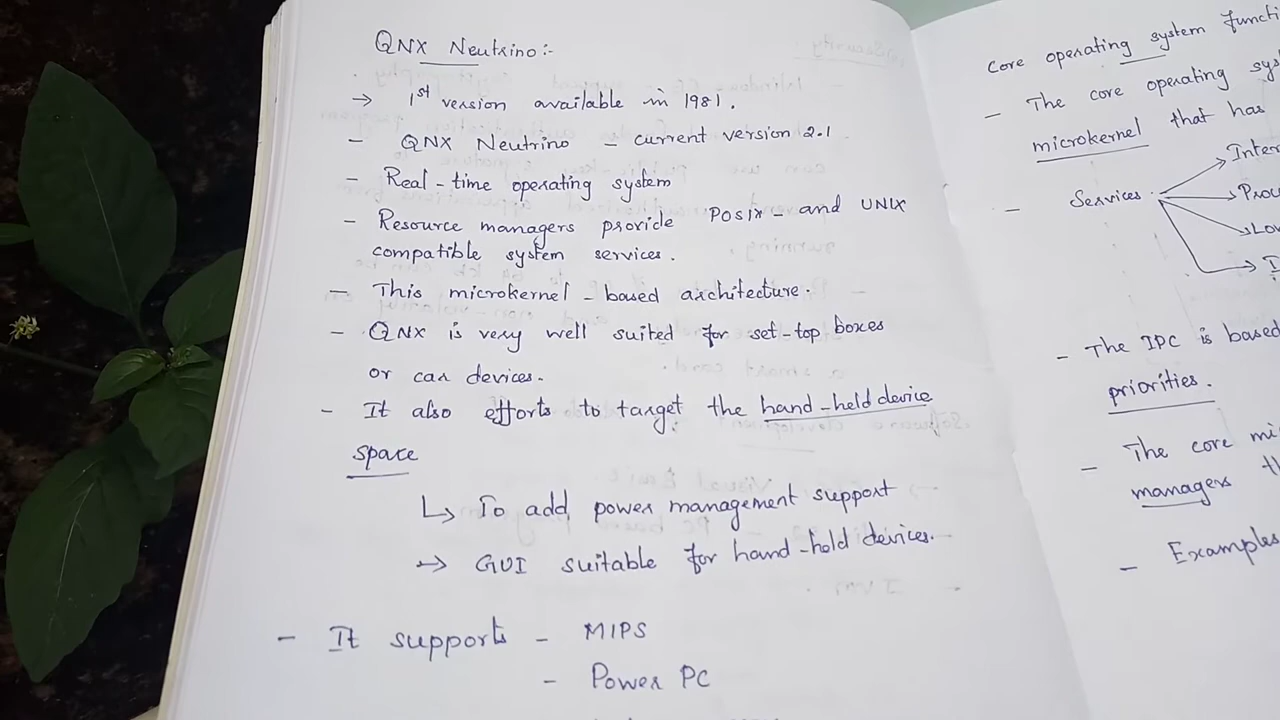 QNX Neutrino:-
→ 1st version available in 1981.
- QNX Neutrino - current version 2.1
- Real-time operating system
- Resource managers provide POSIX- and UNIX
compatible system services.
- This microkernel-based architecture.
- QNX is very well suited for set-top boxes
or car devices.
- It also efforts to target the hand-held device
space
↳ To add power management support
→ GUI suitable for hand-held devices.
- It supports - MIPS
- Power PC
Core operating system
- The core operating
microkernel that has
- Services
- The IPC is based
priorities.
- The core
managers
- Examples